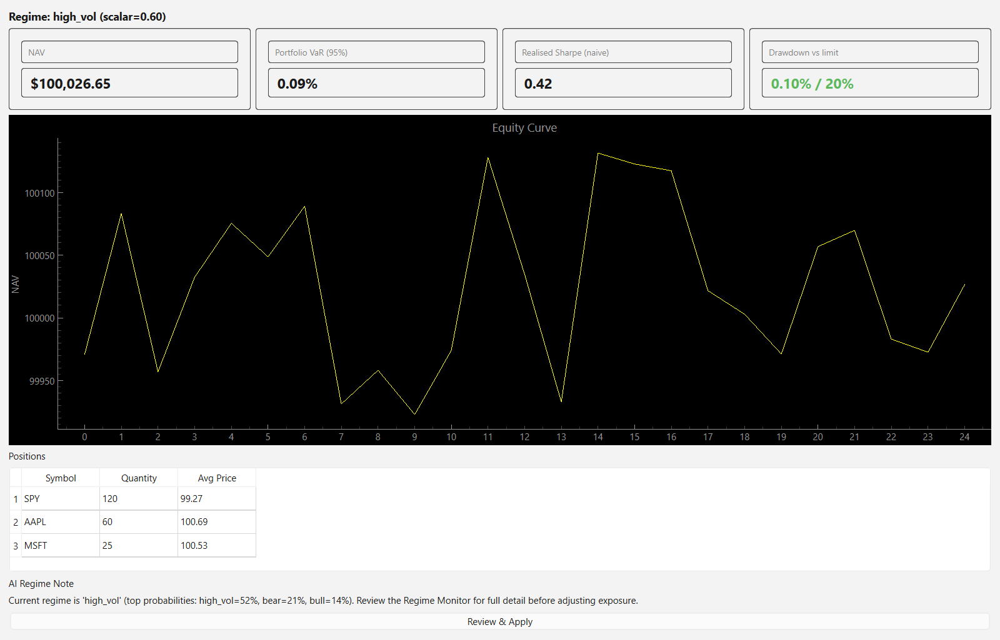 Regime: high_vol (scalar=0.60)
NAV
$100,026.65
Portfolio VaR (95%)
0.09%
Realised Sharpe (naive)
0.42
Drawdown vs limit
0.10% / 20%
Equity Curve
100100
100050
100000
99950
NAV
0 1 2 3 4 5 6 7 8 9 10 11 12 13 14 15 16 17 18 19 20 21 22 23 24
Positions
Symbol Quantity Avg Price
1 SPY 120 99.27
2 AAPL 60 100.69
3 MSFT 25 100.53
AI Regime Note
Current regime is 'high_vol' (top probabilities: high_vol=52%, bear=21%, bull=14%). Review the Regime Monitor for full detail before adjusting exposure.
Review & Apply